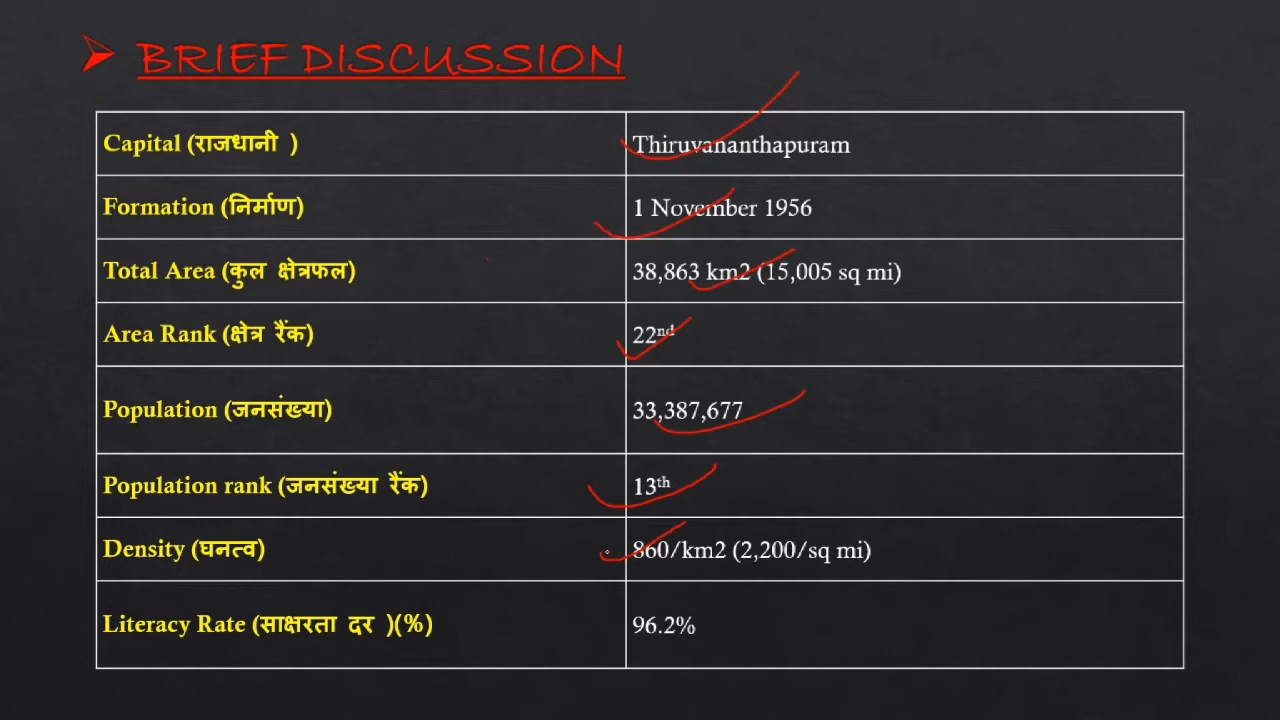 BRIEF DISCUSSION
Capital (राजधानी )
Thiruvananthapuram
Formation (निर्माण)
1 November 1956
Total Area (कुल क्षेत्रफल)
38,863 km2 (15,005 sq mi)
Area Rank (क्षेत्र रैंक)
22nd
Population (जनसंख्या)
33,387,677
Population rank (जनसंख्या रैंक)
13th
Density (घनत्व)
860/km2 (2,200/sq mi)
Literacy Rate (साक्षरता दर )(%)
96.2%